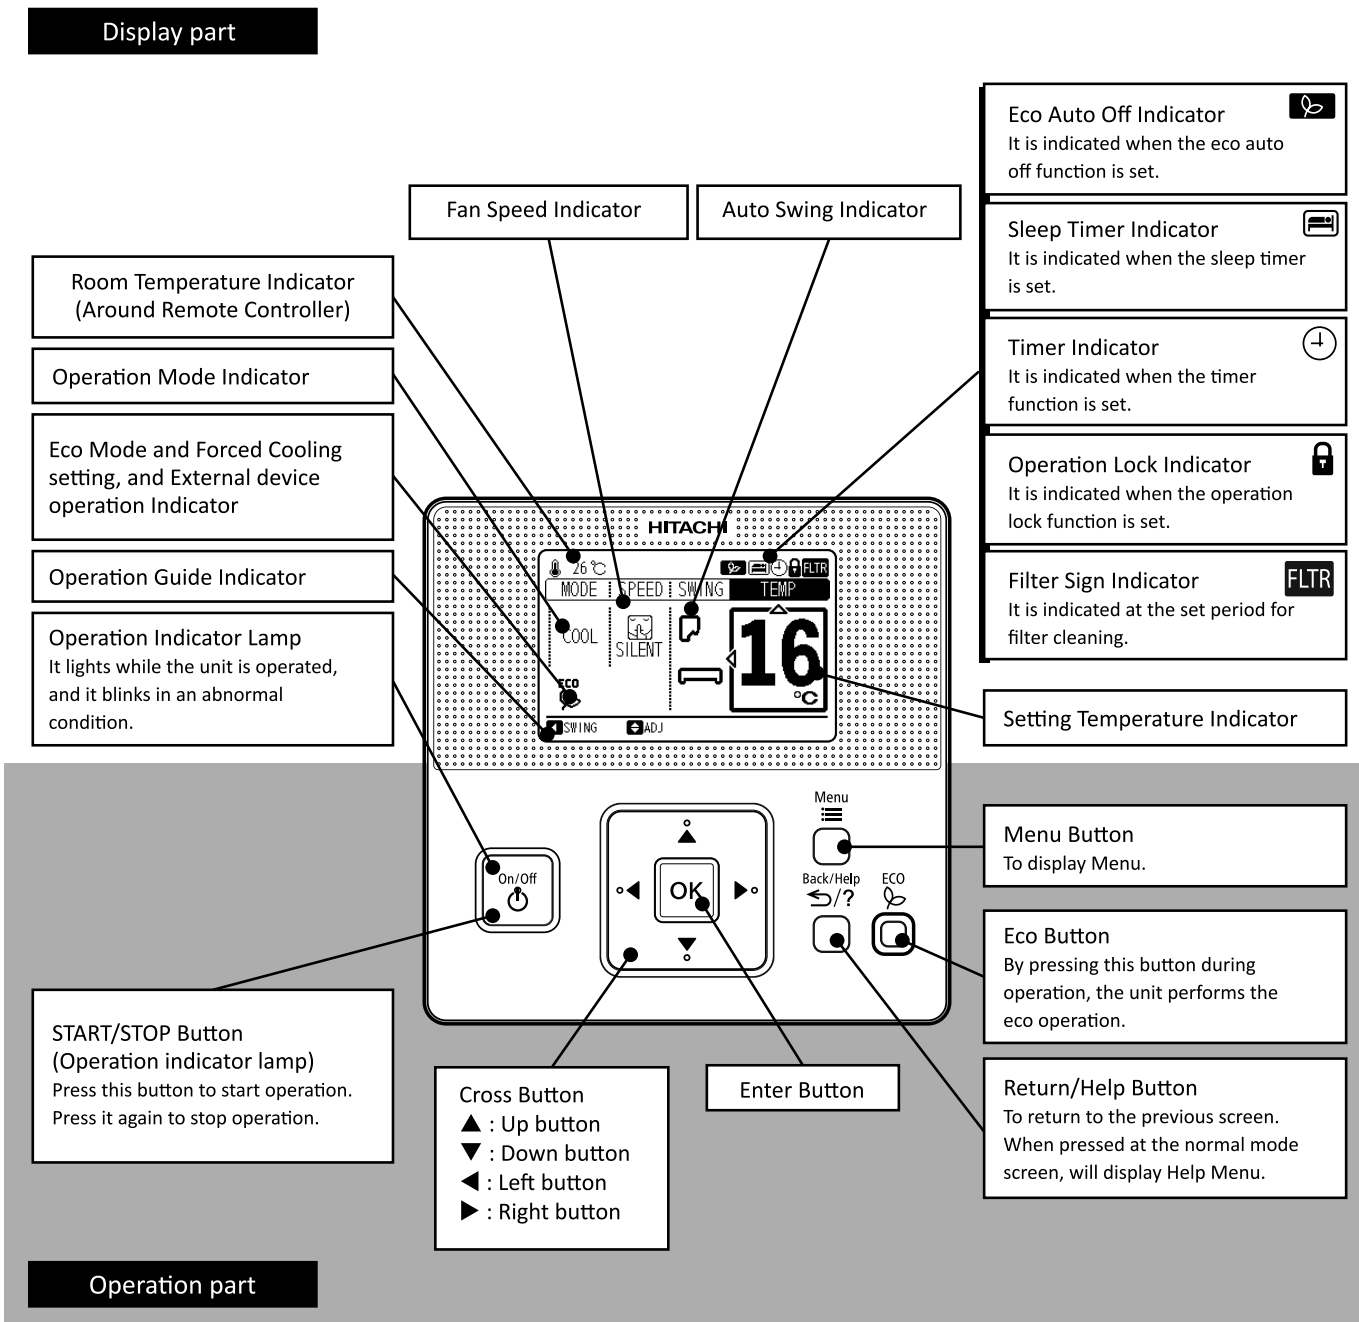 Display part
Eco Auto Off Indicator
It is indicated when the eco auto
off function is set.
Fan Speed Indicator
Auto Swing Indicator
Sleep Timer Indicator
It is indicated when the sleep timer
is set.
Room Temperature Indicator
(Around Remote Controller)
Timer Indicator
It is indicated when the timer
function is set.
Operation Mode Indicator
Eco Mode and Forced Cooling
setting, and External device
operation Indicator
Operation Lock Indicator
It is indicated when the operation
lock function is set.
Operation Guide Indicator
Filter Sign Indicator
FLTR
It is indicated at the set period for
filter cleaning.
Operation Indicator Lamp
It lights while the unit is operated,
and it blinks in an abnormal
condition.
Setting Temperature Indicator
HITACHI
26 °C
FLTR
MODE SPEED SWING TEMP
COOL
SILENT
16
°C
ECO
SWING
ADJ
Menu
Menu Button
To display Menu.
On/Off
OK
Back/Help
/?
ECO
Eco Button
By pressing this button during
operation, the unit performs the
eco operation.
START/STOP Button
(Operation indicator lamp)
Press this button to start operation.
Press it again to stop operation.
Cross Button
▲ : Up button
▼ : Down button
◀ : Left button
▶ : Right button
Enter Button
Return/Help Button
To return to the previous screen.
When pressed at the normal mode
screen, will display Help Menu.
Operation part